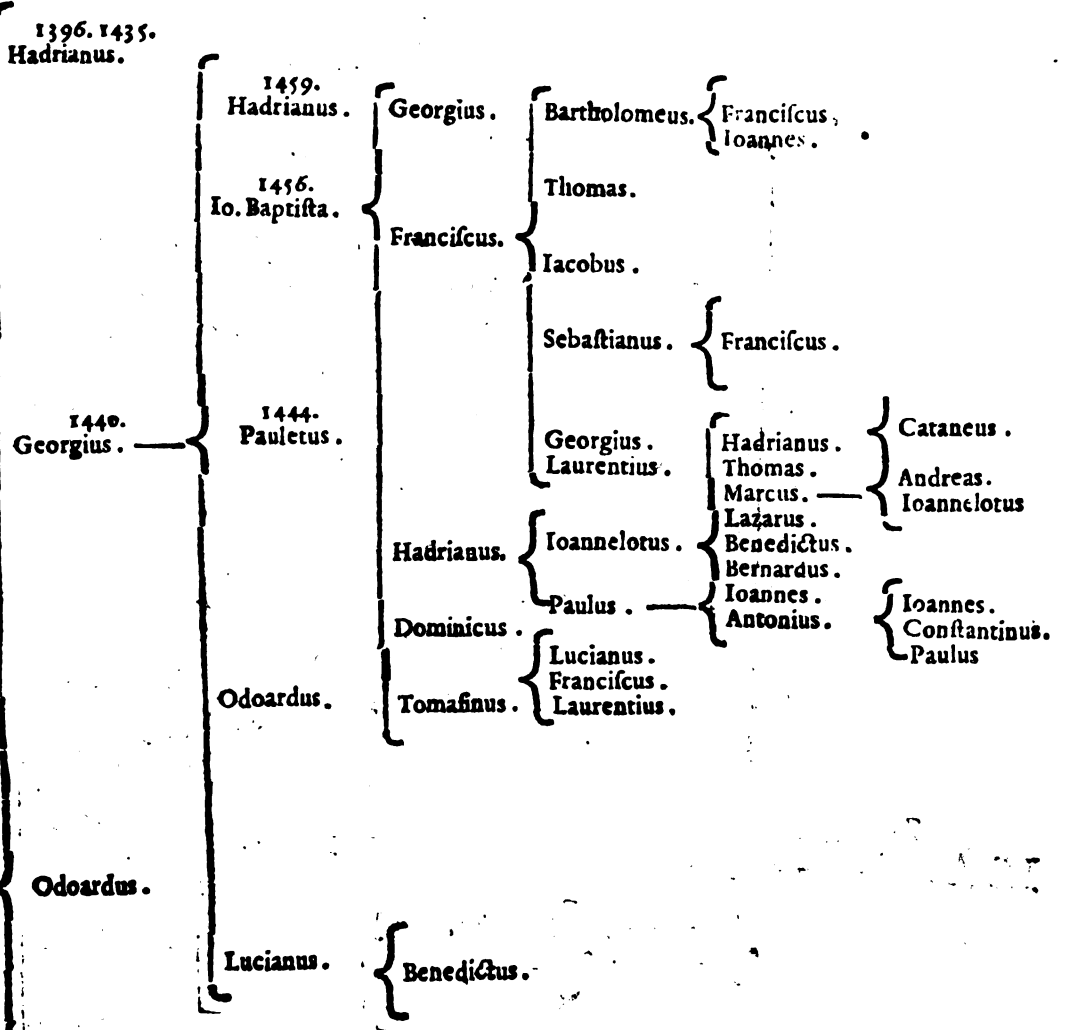 1396. 1435.
Hadrianus.
1459.
Hadrianus.
Georgius.
Bartholomeus.
Franciſcus.
Ioannes.
1456.
Io. Baptiſta.
Thomas.
Franciſcus.
Iacobus.
Sebaſtianus.
Franciſcus.
1440.
Georgius.
1444.
Pauletus.
Georgius.
Laurentius.
Hadrianus.
Thomas.
Marcus.
Lazarus.
Benedictus.
Bernardus.
Cataneus.
Andreas.
Ioannelotus
Hadrianus.
Ioannelotus.
Paulus.
Ioannes.
Antonius.
Ioannes.
Conſtantinus.
Paulus
Dominicus.
Odoardus.
Tomaſinus.
Lucianus.
Franciſcus.
Laurentius.
Odoardus.
Lucianus.
Benedictus.